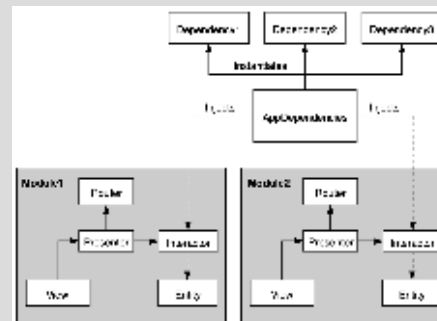 Dependency1 Dependency2 Dependency3
Instantiates
Injects Injects
AppDependencies
Module1 Module2
Router Router
Presenter Interactor Presenter Interactor
View Entity View Entity